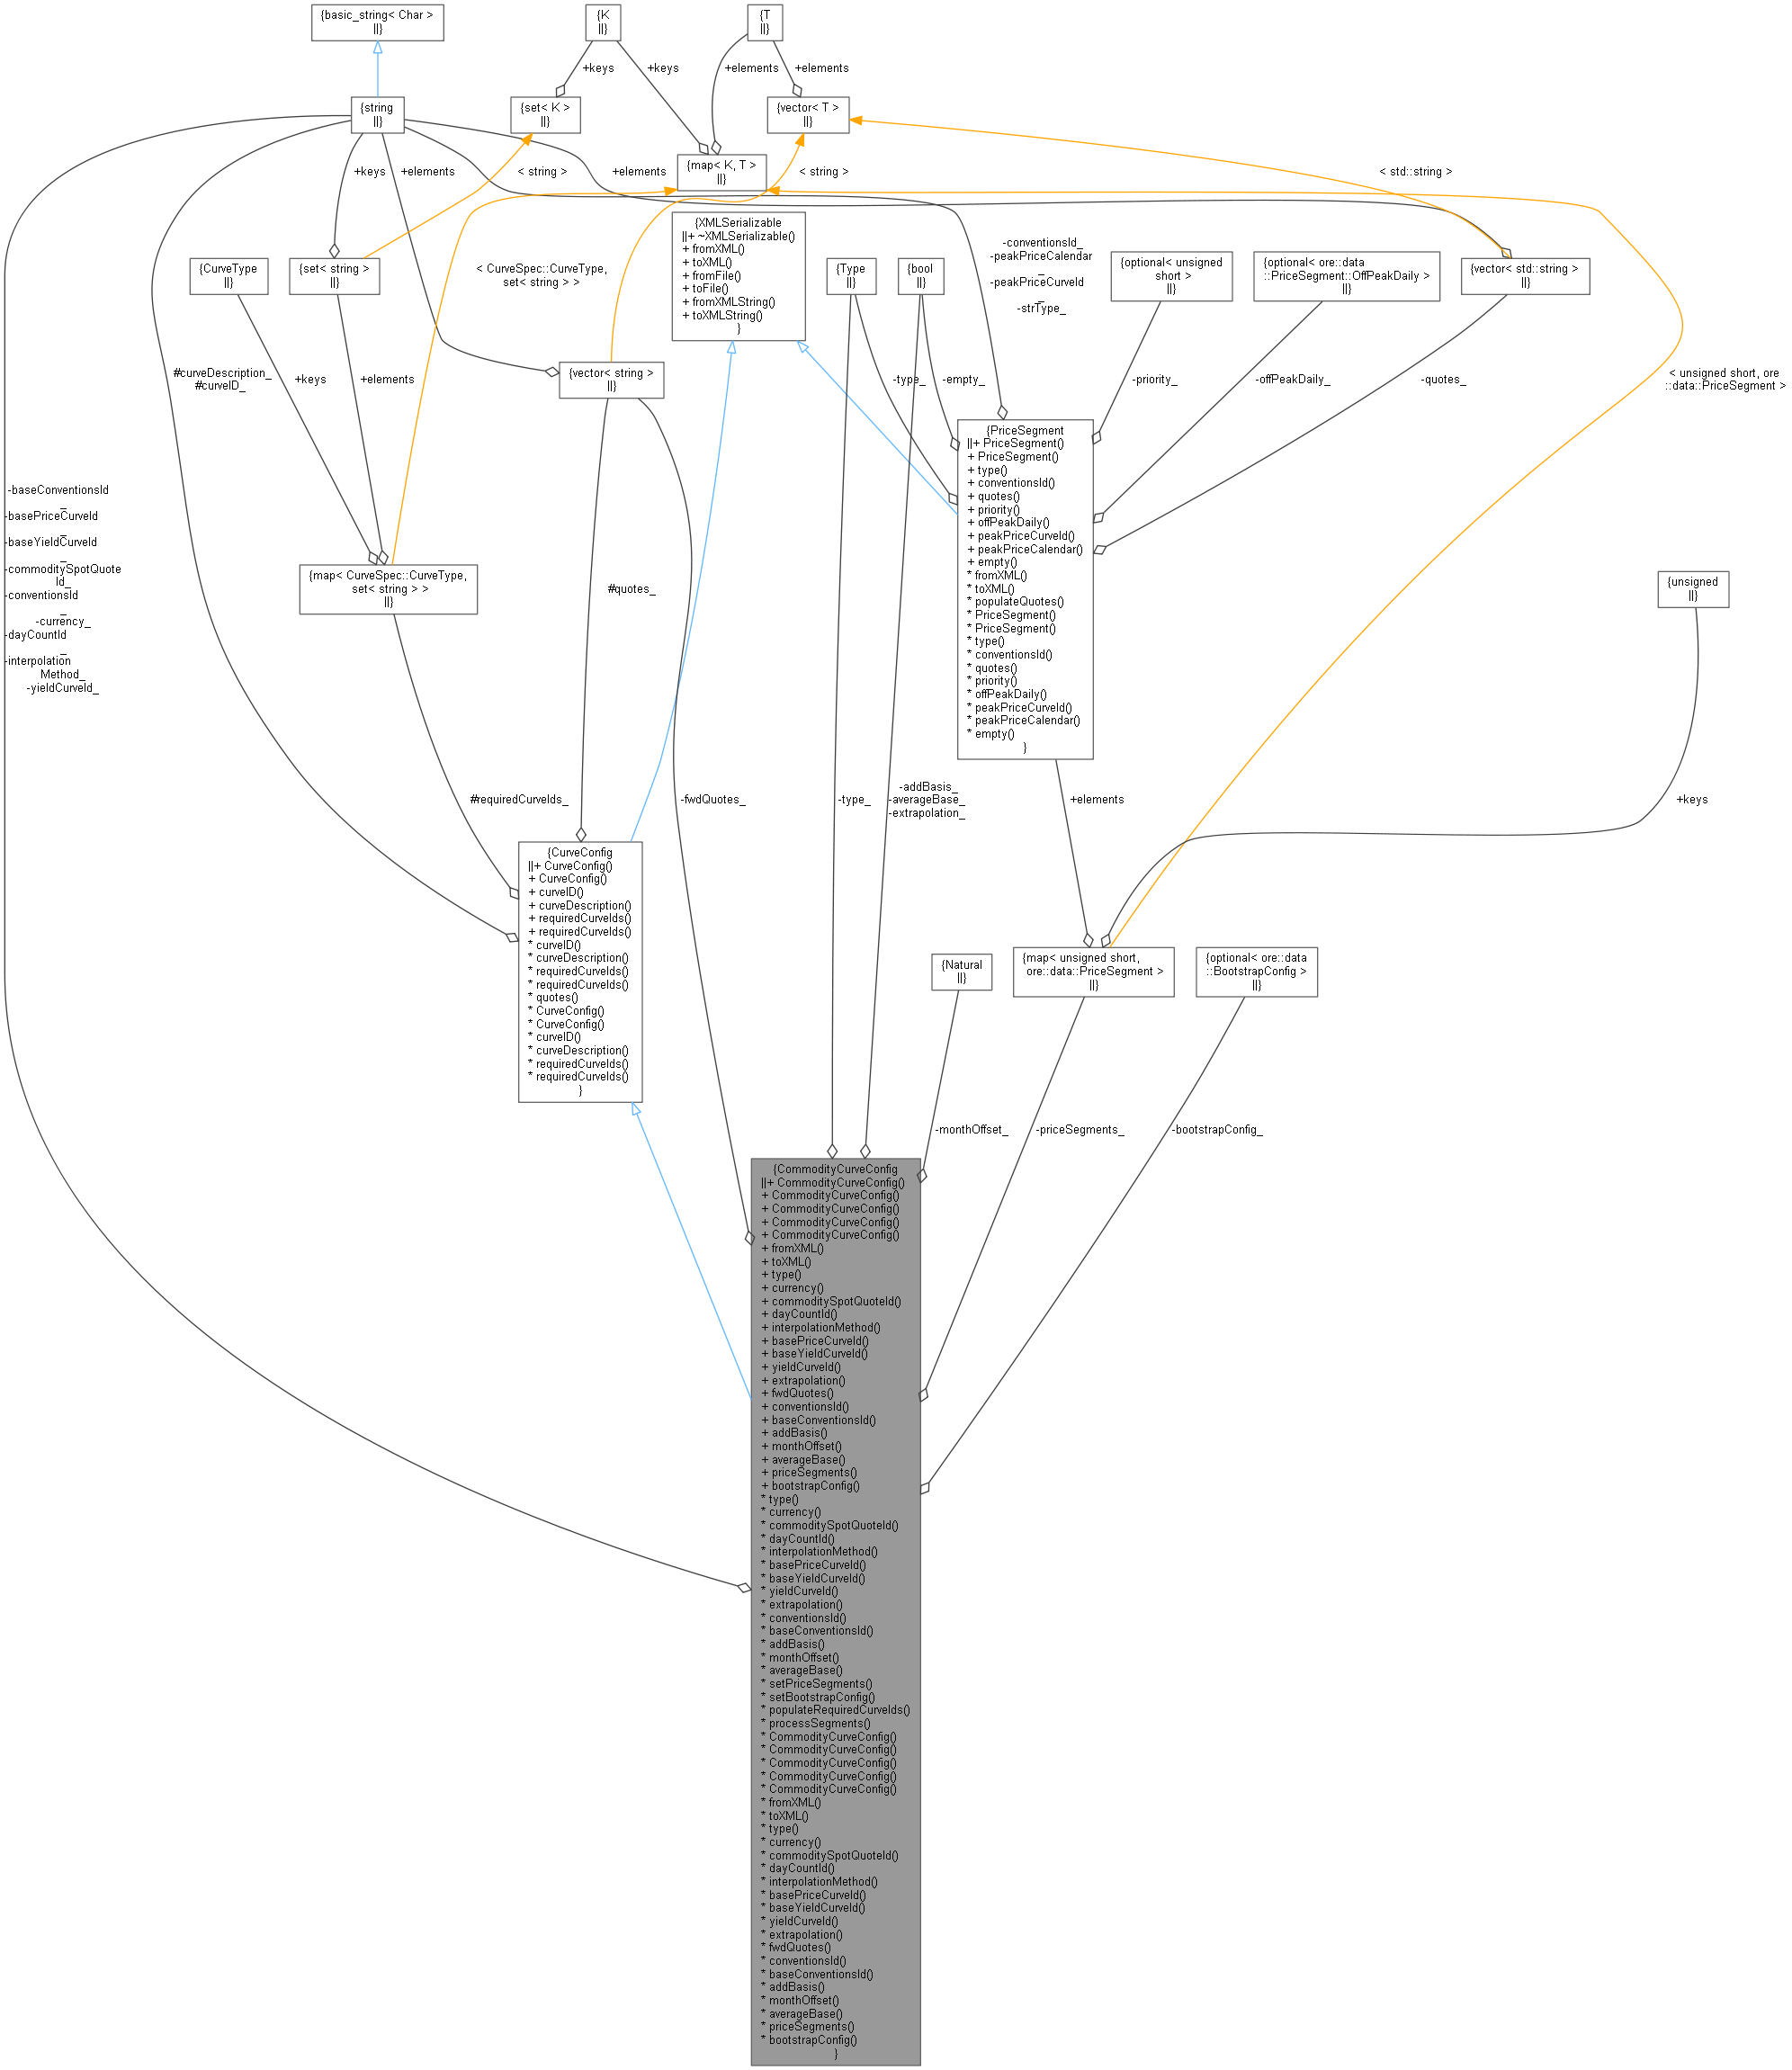 {basic_string< Char >
||}
{K
||}
{T
||}
+keys
+keys
+elements
+elements
{string
||}
{set< K >
||}
{vector< T >
||}
{map< K, T >
||}
+keys
+elements
< string >
+elements
< string >
< std::string >
{XMLSerializable
||+ ~XMLSerializable()
+ fromXML()
+ toXML()
+ fromFile()
+ toFile()
+ fromXMLString()
+ toXMLString()
}
{CurveType
||}
{set< string >
||}
< CurveSpec::CurveType,
set< string > >
{Type
||}
{bool
||}
-conventionsId_
-peakPriceCalendar
_
-peakPriceCurveId
_
-strType_
{optional< unsigned
short >
||}
{optional< ore::data
::PriceSegment::OffPeakDaily >
||}
{vector< std::string >
||}
#curveDescription_
#curveID_
+keys
+elements
{vector< string >
||}
-type_
-empty_
-priority_
-offPeakDaily_
-quotes_
< unsigned short, ore
::data::PriceSegment >
{PriceSegment
||+ PriceSegment()
+ PriceSegment()
+ type()
+ conventionsId()
+ quotes()
+ priority()
+ offPeakDaily()
+ peakPriceCurveId()
+ peakPriceCalendar()
+ empty()
* fromXML()
* toXML()
* populateQuotes()
* PriceSegment()
* PriceSegment()
* type()
* conventionsId()
* quotes()
* priority()
* offPeakDaily()
* peakPriceCurveId()
* peakPriceCalendar()
* empty()
}
-baseConventionsId
_
-basePriceCurveId
_
-baseYieldCurveId
_
-commoditySpotQuote
Id_
-conventionsId
_
-currency_
-dayCountId
_
-interpolation
Method_
-yieldCurveId_
{map< CurveSpec::CurveType,
set< string > >
||}
#quotes_
{unsigned
||}
#requiredCurveIds_
-fwdQuotes_
-type_
-addBasis_
-averageBase_
-extrapolation_
+elements
+keys
{CurveConfig
||+ CurveConfig()
+ CurveConfig()
+ curveID()
+ curveDescription()
+ requiredCurveIds()
+ requiredCurveIds()
* curveID()
* curveDescription()
* requiredCurveIds()
* requiredCurveIds()
* quotes()
* CurveConfig()
* CurveConfig()
* curveID()
* curveDescription()
* requiredCurveIds()
* requiredCurveIds()
}
{Natural
||}
{map< unsigned short,
ore::data::PriceSegment >
||}
{optional< ore::data
::BootstrapConfig >
||}
-monthOffset_
-priceSegments_
-bootstrapConfig_
{CommodityCurveConfig
||+ CommodityCurveConfig()
+ CommodityCurveConfig()
+ CommodityCurveConfig()
+ CommodityCurveConfig()
+ CommodityCurveConfig()
+ fromXML()
+ toXML()
+ type()
+ currency()
+ commoditySpotQuoteId()
+ dayCountId()
+ interpolationMethod()
+ basePriceCurveId()
+ baseYieldCurveId()
+ yieldCurveId()
+ extrapolation()
+ fwdQuotes()
+ conventionsId()
+ baseConventionsId()
+ addBasis()
+ monthOffset()
+ averageBase()
+ priceSegments()
+ bootstrapConfig()
* type()
* currency()
* commoditySpotQuoteId()
* dayCountId()
* interpolationMethod()
* basePriceCurveId()
* baseYieldCurveId()
* yieldCurveId()
* extrapolation()
* conventionsId()
* baseConventionsId()
* addBasis()
* monthOffset()
* averageBase()
* setPriceSegments()
* setBootstrapConfig()
* populateRequiredCurveIds()
* processSegments()
* CommodityCurveConfig()
* CommodityCurveConfig()
* CommodityCurveConfig()
* CommodityCurveConfig()
* CommodityCurveConfig()
* fromXML()
* toXML()
* type()
* currency()
* commoditySpotQuoteId()
* dayCountId()
* interpolationMethod()
* basePriceCurveId()
* baseYieldCurveId()
* yieldCurveId()
* extrapolation()
* fwdQuotes()
* conventionsId()
* baseConventionsId()
* addBasis()
* monthOffset()
* averageBase()
* priceSegments()
* bootstrapConfig()
}